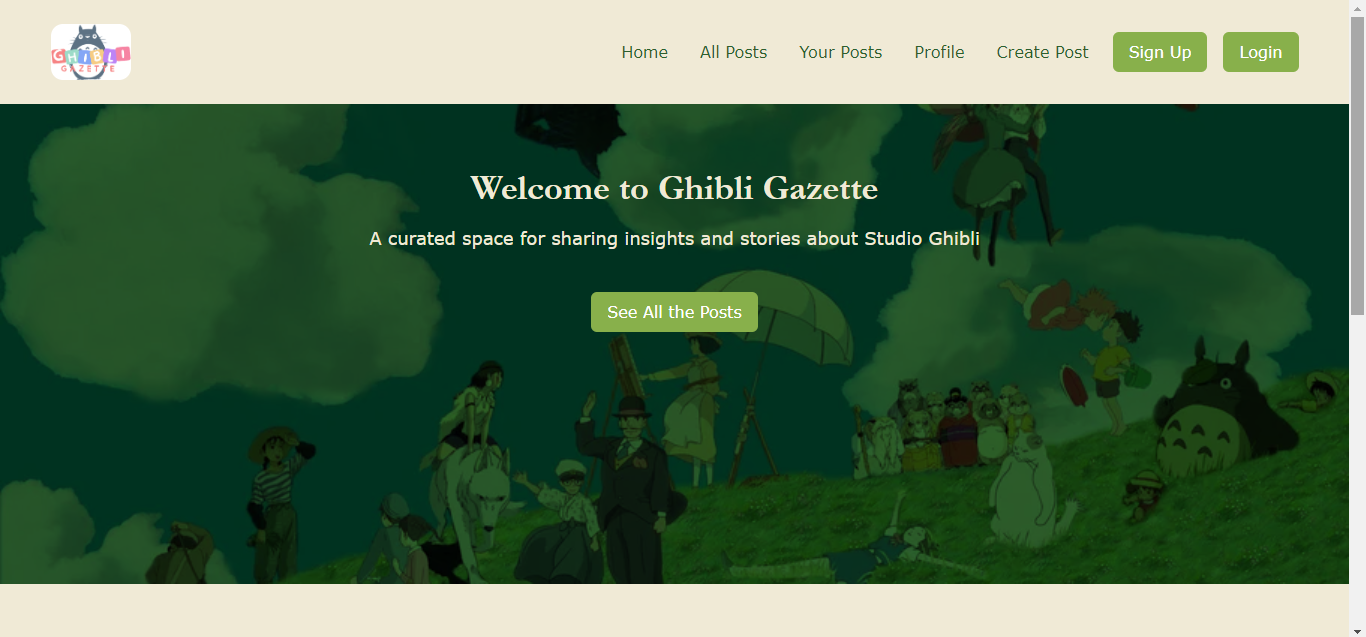 GHIBLI
GAZETTE
Home
All Posts
Your Posts
Profile
Create Post
Sign Up
Login
Welcome to Ghibli Gazette
A curated space for sharing insights and stories about Studio Ghibli
See All the Posts